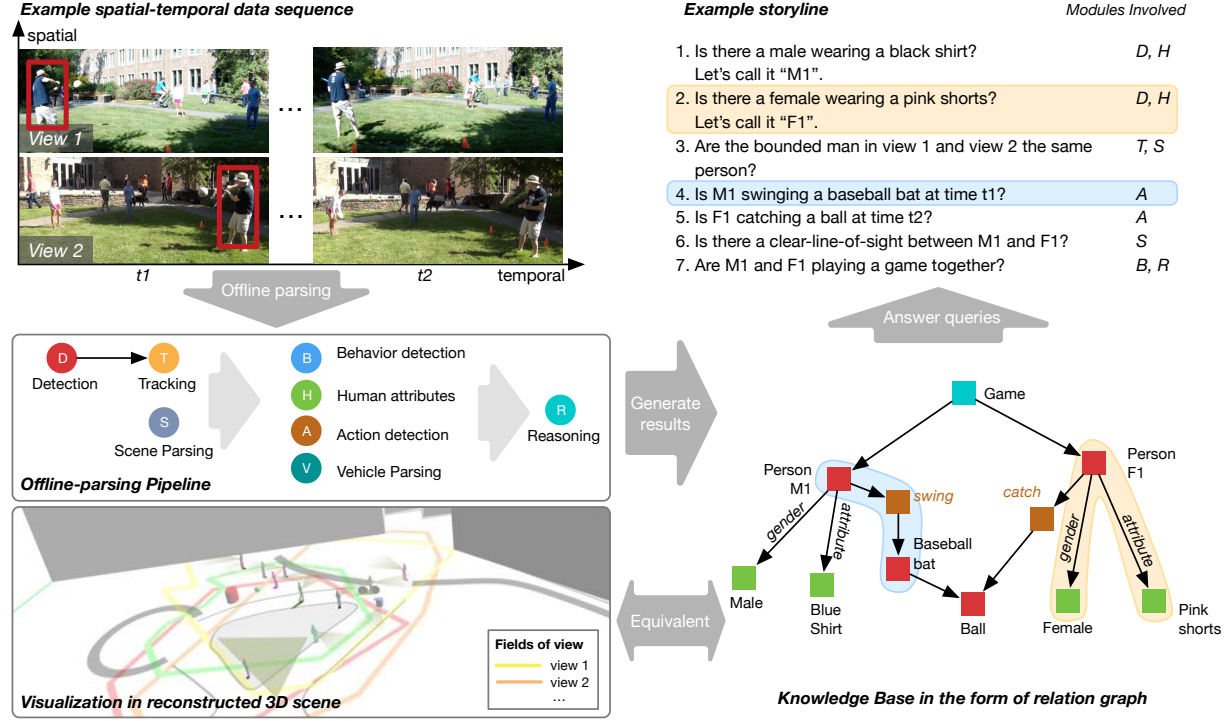 Example spatial-temporal data sequence
spatial
View 1
...
View 2
...
t1
t2
temporal
Offline parsing
Example storyline
Modules Involved
1. Is there a male wearing a black shirt?
D, H
Let's call it "M1".
2. Is there a female wearing a pink shorts?
D, H
Let's call it "F1".
3. Are the bounded man in view 1 and view 2 the same
T, S
person?
4. Is M1 swinging a baseball bat at time t1?
A
5. Is F1 catching a ball at time t2?
A
6. Is there a clear-line-of-sight between M1 and F1?
S
7. Are M1 and F1 playing a game together?
B, R
Answer queries
D
Detection
T
Tracking
S
Scene Parsing
B
Behavior detection
H
Human attributes
A
Action detection
V
Vehicle Parsing
R
Reasoning
Offline-parsing Pipeline
Generate
results
Equivalent
Fields of view
view 1
view 2
...
Visualization in reconstructed 3D scene
Game
Person
M1
Person
F1
swing
catch
gender
attribute
gender
attribute
Baseball
bat
Male
Blue
Shirt
Ball
Female
Pink
shorts
Knowledge Base in the form of relation graph